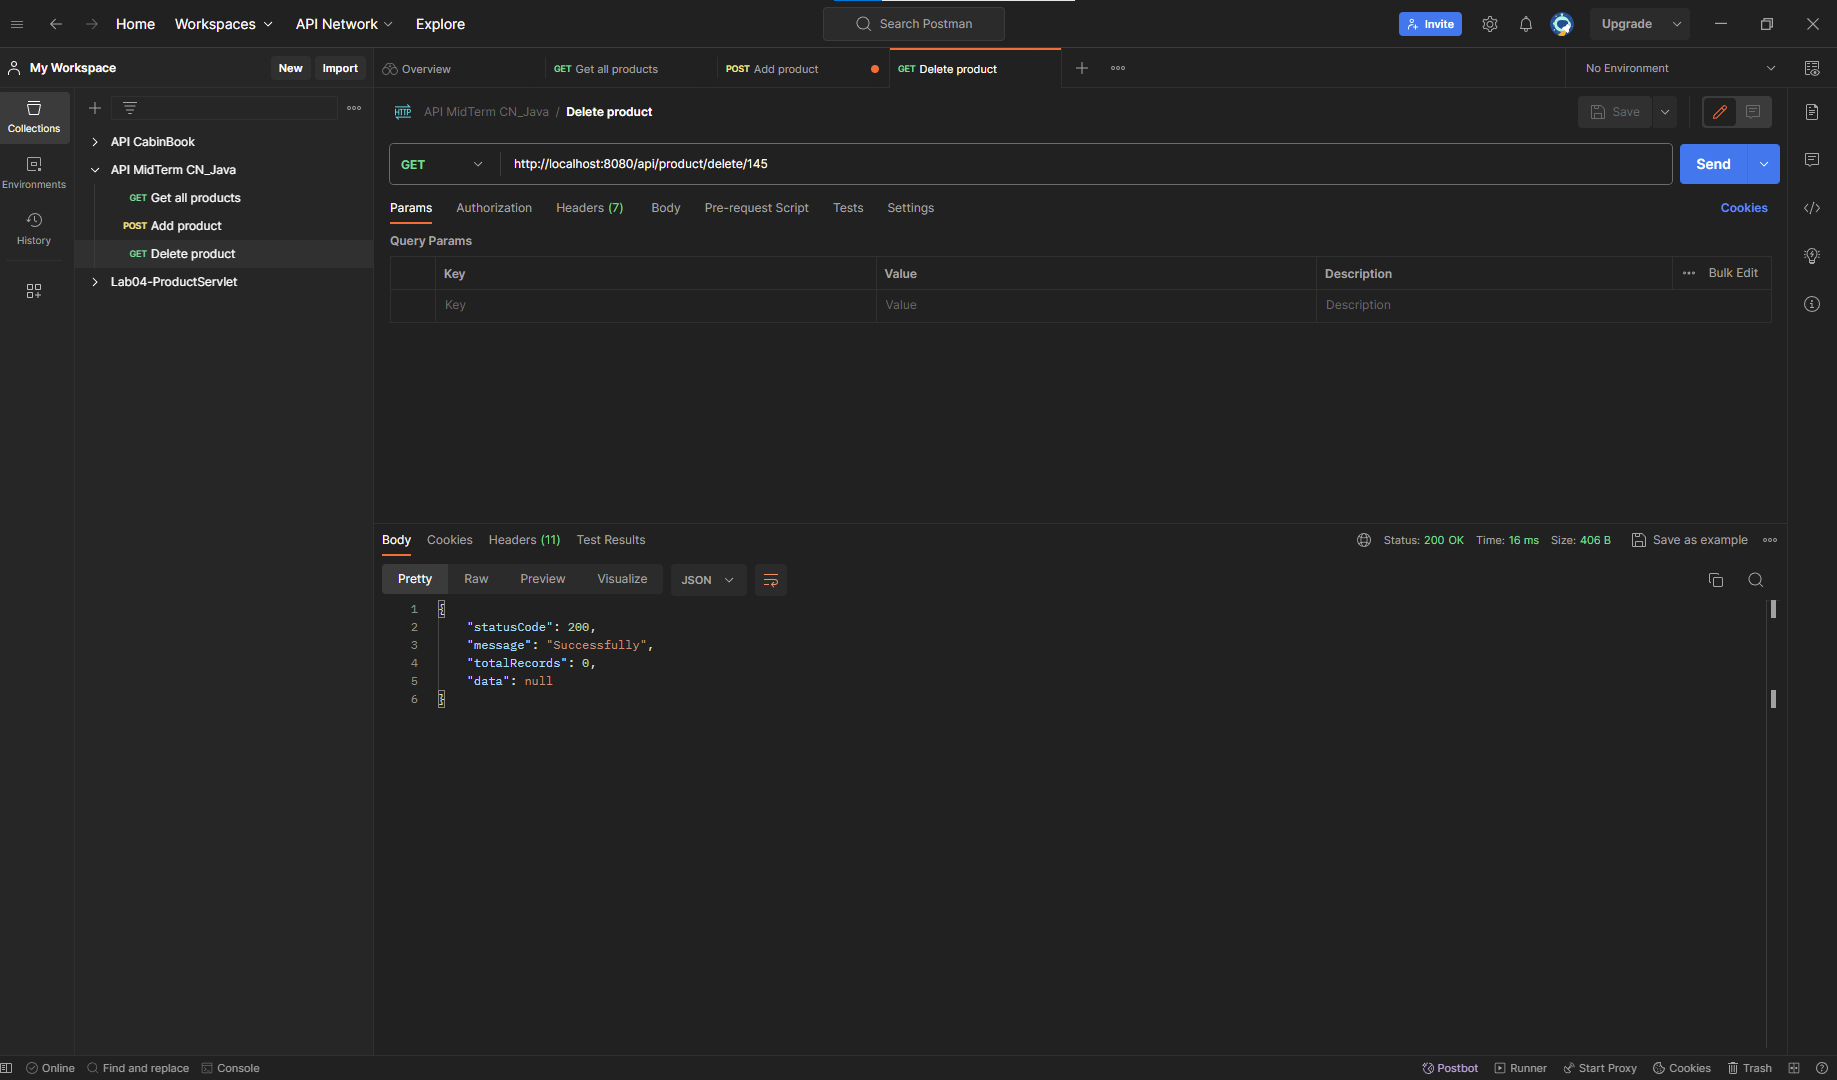 Home Workspaces API Network Explore Search Postman Invite Upgrade
My Workspace New Import Overview GET Get all products POST Add product GET Delete product No Environment
Collections
Environments
History
API CabinBook
API MidTerm CN_Java
GET Get all products
POST Add product
GET Delete product
Lab04-ProductServlet
HTTP API MidTerm CN_Java / Delete product Save
GET http://localhost:8080/api/product/delete/145 Send
Params Authorization Headers (7) Body Pre-request Script Tests Settings Cookies
Query Params
Key Value Description Bulk Edit
Key Value Description
Body Cookies Headers (11) Test Results Status: 200 OK Time: 16 ms Size: 406 B Save as example
Pretty Raw Preview Visualize JSON
1 {
2 "statusCode": 200,
3 "message": "Successfully",
4 "totalRecords": 0,
5 "data": null
6 }
Online Find and replace Console Postbot Runner Start Proxy Cookies Trash